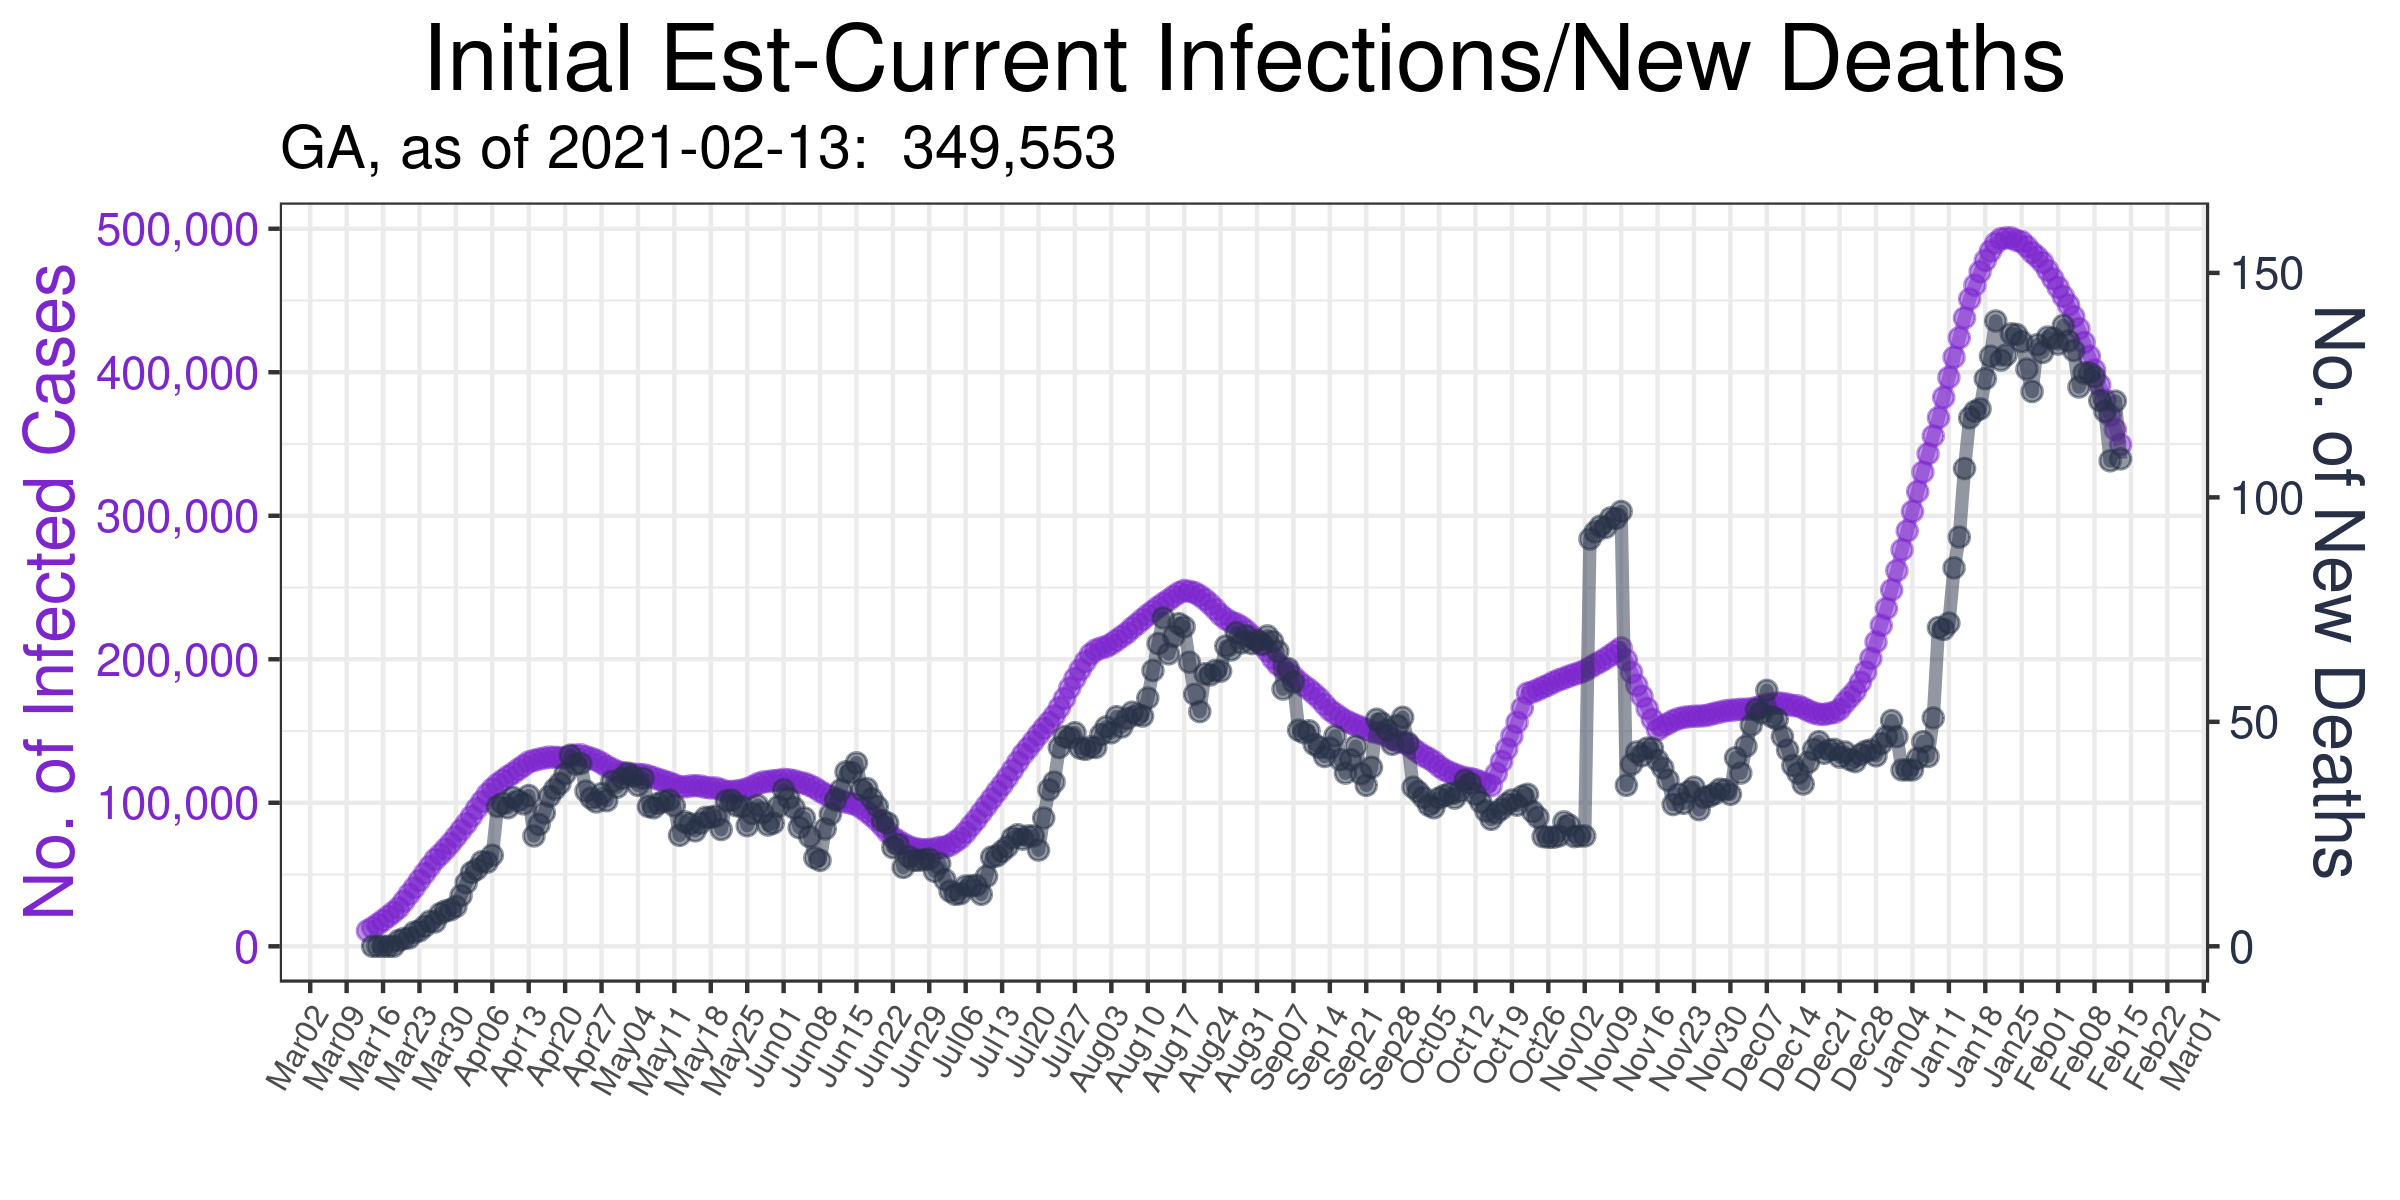 Initial Est-Current Infections/New Deaths
GA, as of 2021-02-13:  349,553
No. of Infected Cases
500,000
400,000
300,000
200,000
100,000
0
150
100
50
0
No. of New Deaths
Mar02
Mar09
Mar16
Mar23
Mar30
Apr06
Apr13
Apr20
Apr27
May04
May11
May18
May25
Jun01
Jun08
Jun15
Jun22
Jun29
Jul06
Jul13
Jul20
Jul27
Aug03
Aug10
Aug17
Aug24
Aug31
Sep07
Sep14
Sep21
Sep28
Oct05
Oct12
Oct19
Oct26
Nov02
Nov09
Nov16
Nov23
Nov30
Dec07
Dec14
Dec21
Dec28
Jan04
Jan11
Jan18
Jan25
Feb01
Feb08
Feb15
Feb22
Mar01